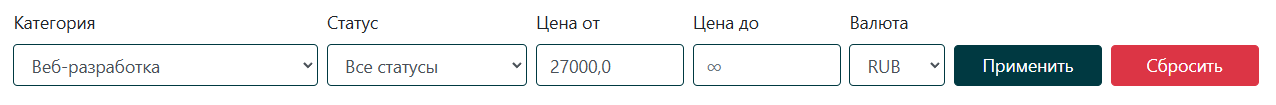 Категория Статус Цена от Цена до Валюта
Веб-разработка Все статусы 27000,0 ∞ RUB Применить Сбросить